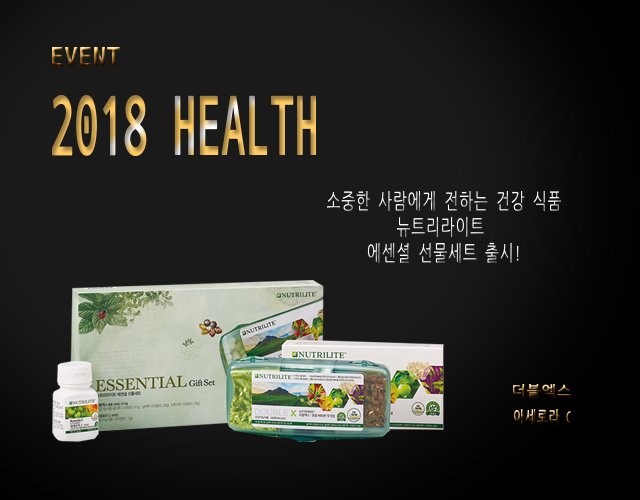 EVENT
2018 HEALTH
소중한 사람에게 전하는 건강 식품
뉴트리라이트
에센셜 선물세트 출시!
NUTRILITE
ESSENTIAL Gift Set
NUTRILITE
NUTRILITE
DOUBLE X
더블엑스
아세로라 C